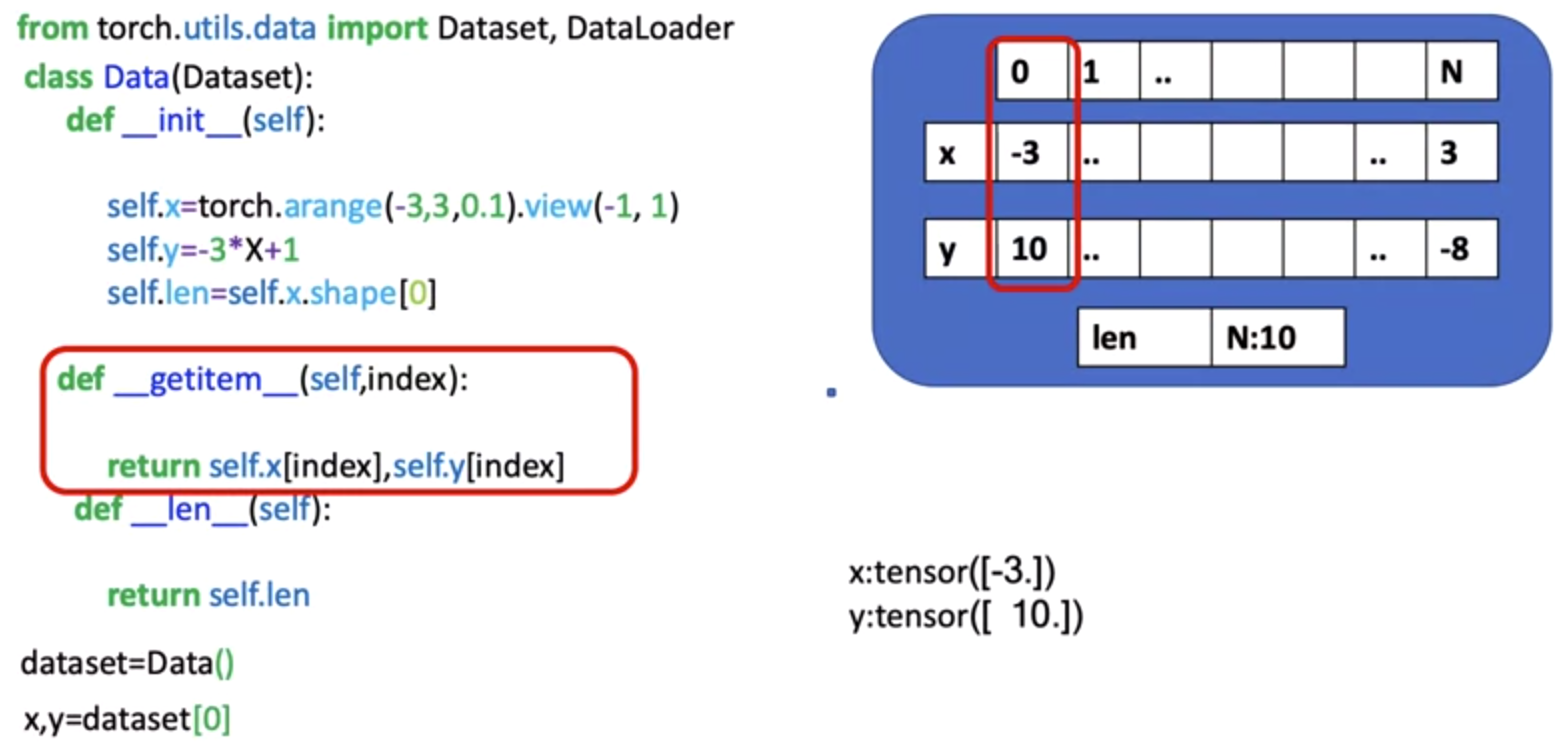 from torch.utils.data import Dataset, DataLoader
class Data(Dataset):
def __init__(self):
self.x=torch.arange(-3,3,0.1).view(-1, 1)
self.y=-3*X+1
self.len=self.x.shape[0]
def __getitem__(self,index):
return self.x[index],self.y[index]
def __len__(self):
return self.len
dataset=Data()
x,y=dataset[0]
0 1 .. N
x -3 .. .. 3
y 10 .. .. -8
len N:10
x:tensor([-3.])
y:tensor([ 10.])